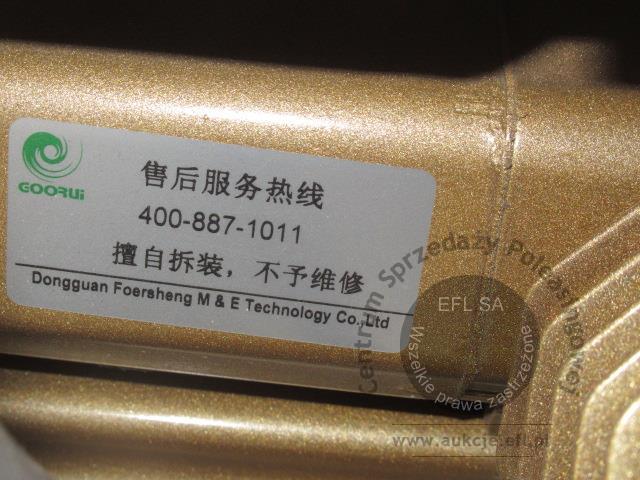 GOORUi
售后服务热线
400-887-1011
擅自拆装，不予维修
Dongguan Foersheng M & E Technology Co.,Ltd
Centrum Sprzedaży Poleasingowej
EFL SA
Wszelkie prawa zastrzeżone
www.aukcje.efl.pl